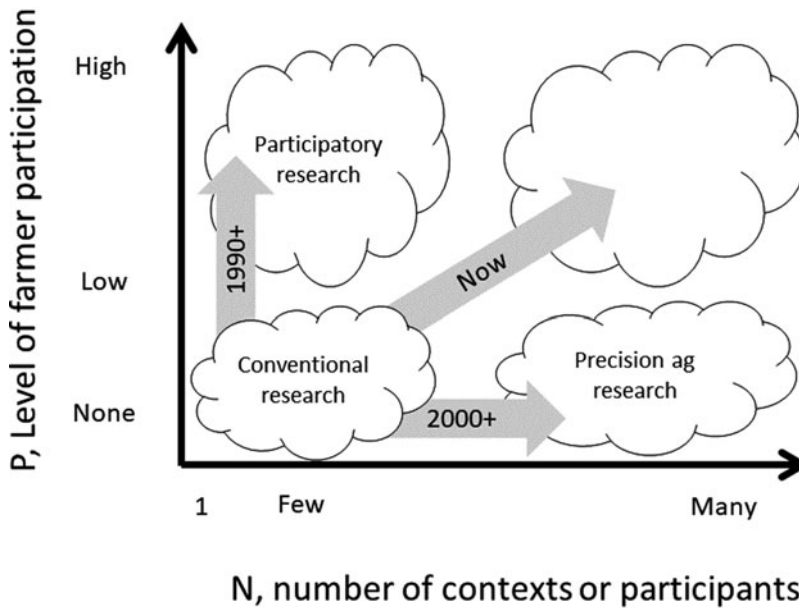 P, Level of farmer participation
High
Low
None
Participatory
research
1990+
Now
Conventional
research
2000+
Precision ag
research
1
Few
Many
N, number of contexts or participants